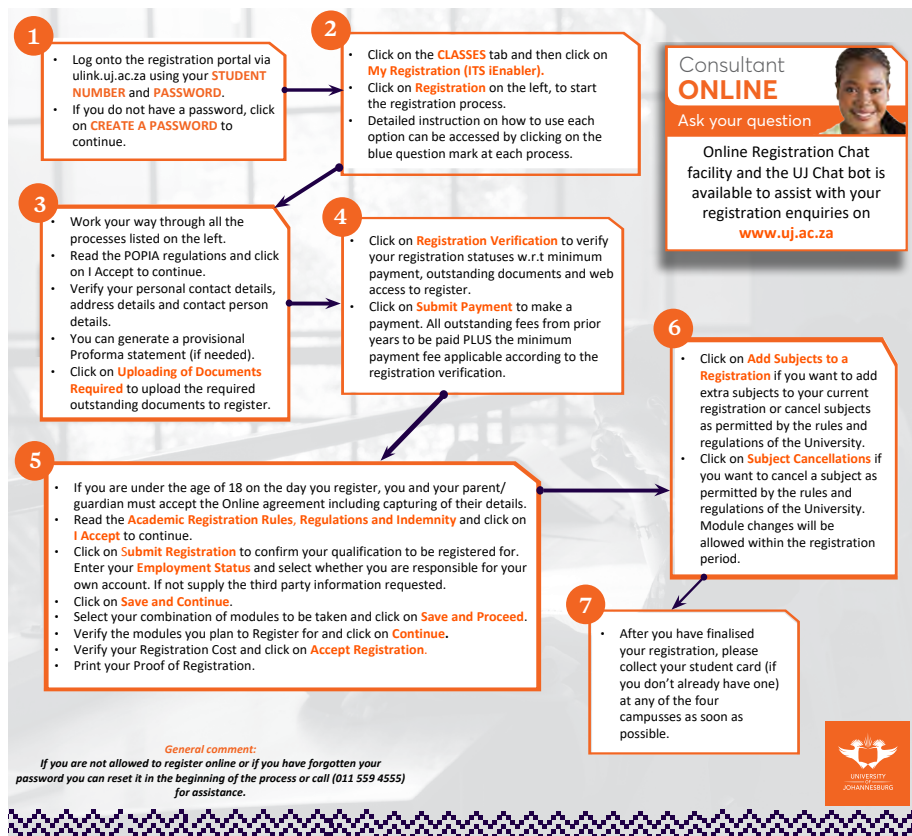 1
• Log onto the registration portal via
ulink.uj.ac.za using your STUDENT
NUMBER and PASSWORD.
• If you do not have a password, click
on CREATE A PASSWORD to
continue.
2
• Click on the CLASSES tab and then click on
My Registration (ITS iEnabler).
• Click on Registration on the left, to start
the registration process.
• Detailed instruction on how to use each
option can be accessed by clicking on the
blue question mark at each process.
Consultant
ONLINE
Ask your question
Online Registration Chat
facility and the UJ Chat bot is
available to assist with your
registration enquiries on
www.uj.ac.za
3
• Work your way through all the
processes listed on the left.
• Read the POPIA regulations and click
on I Accept to continue.
• Verify your personal contact details,
address details and contact person
details.
• You can generate a provisional
Proforma statement (if needed).
• Click on Uploading of Documents
Required to upload the required
outstanding documents to register.
4
• Click on Registration Verification to verify
your registration statuses w.r.t minimum
payment, outstanding documents and web
access to register.
• Click on Submit Payment to make a
payment. All outstanding fees from prior
years to be paid PLUS the minimum
payment fee applicable according to the
registration verification.
5
• If you are under the age of 18 on the day you register, you and your parent/
guardian must accept the Online agreement including capturing of their details.
• Read the Academic Registration Rules, Regulations and Indemnity and click on
I Accept to continue.
• Click on Submit Registration to confirm your qualification to be registered for.
Enter your Employment Status and select whether you are responsible for your
own account. If not supply the third party information requested.
• Click on Save and Continue.
• Select your combination of modules to be taken and click on Save and Proceed.
• Verify the modules you plan to Register for and click on Continue.
• Verify your Registration Cost and click on Accept Registration.
• Print your Proof of Registration.
6
• Click on Add Subjects to a
Registration if you want to add
extra subjects to your current
registration or cancel subjects
as permitted by the rules and
regulations of the University.
• Click on Subject Cancellations if
you want to cancel a subject as
permitted by the rules and
regulations of the University.
Module changes will be
allowed within the registration
period.
7
• After you have finalised
your registration, please
collect your student card (if
you don't already have one)
at any of the four
campusses as soon as
possible.
General comment:
If you are not allowed to register online or if you have forgotten your
password you can reset it in the beginning of the process or call (011 559 4555)
for assistance.
UNIVERSITY
OF
JOHANNESBURG